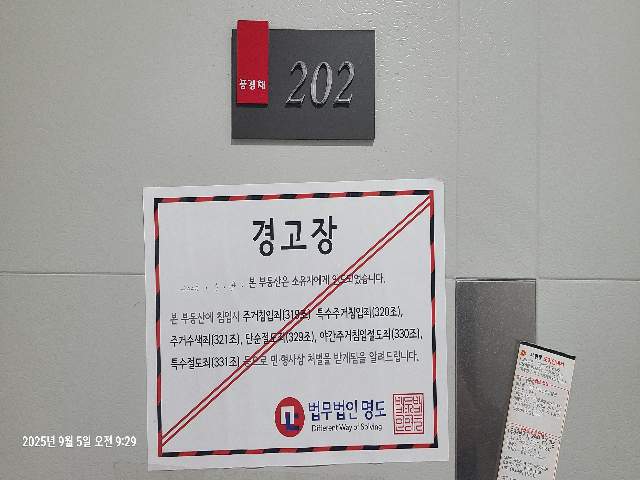 풍경채
202
경고장
본 부동산은 소유자에게 인도되었습니다.
본 부동산에 침입시 주거침입죄(319조) 특수주거침입죄(320조),
주거수색죄(321조), 단순절도죄(329조), 야간주거침입절도죄(330조),
특수절도죄(331조) 등으로 민·형사상 처벌을 받게됨을 알려드립니다.
법무법인 명도
Different Way of Solving
2025년 9월 5일 오전 9:29